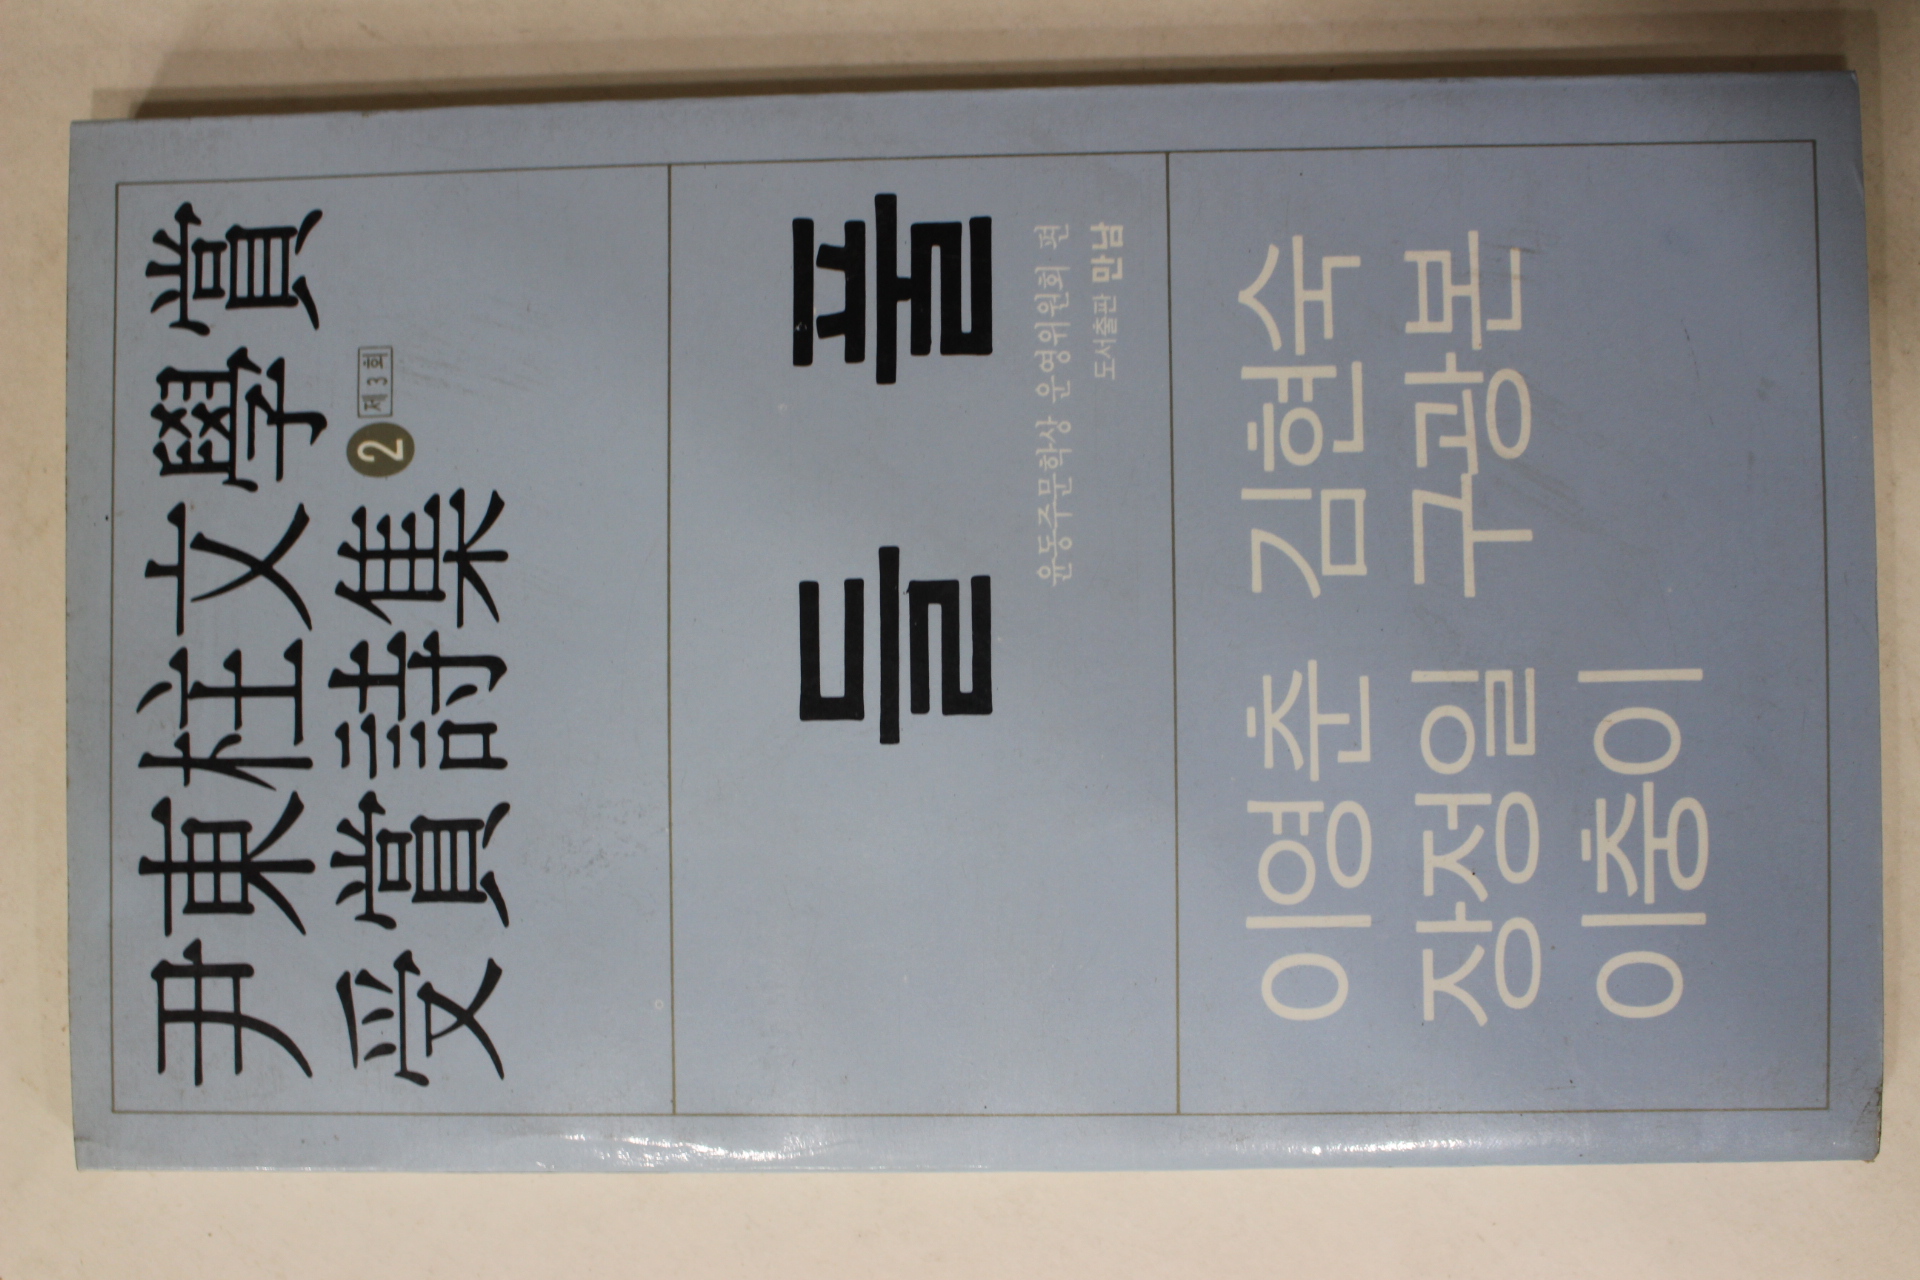 尹東柱文學賞
受賞詩集 2 제3회
들 풀
윤동주문학상 운영위원회 편
도서출판 만남
이영춘 김현숙
장정일 구광본
이충이